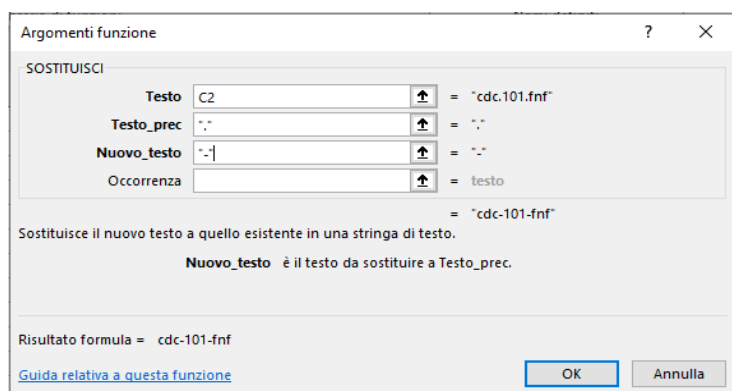 Argomenti funzione ? ×
SOSTITUISCI
Testo C2 = "cdc.101.fnf"
Testo_prec "." = "."
Nuovo_testo "-" = "-"
Occorrenza = testo
= "cdc-101-fnf"
Sostituisce il nuovo testo a quello esistente in una stringa di testo.
Nuovo_testo è il testo da sostituire a Testo_prec.
Risultato formula = cdc-101-fnf
Guida relativa a questa funzione OK Annulla